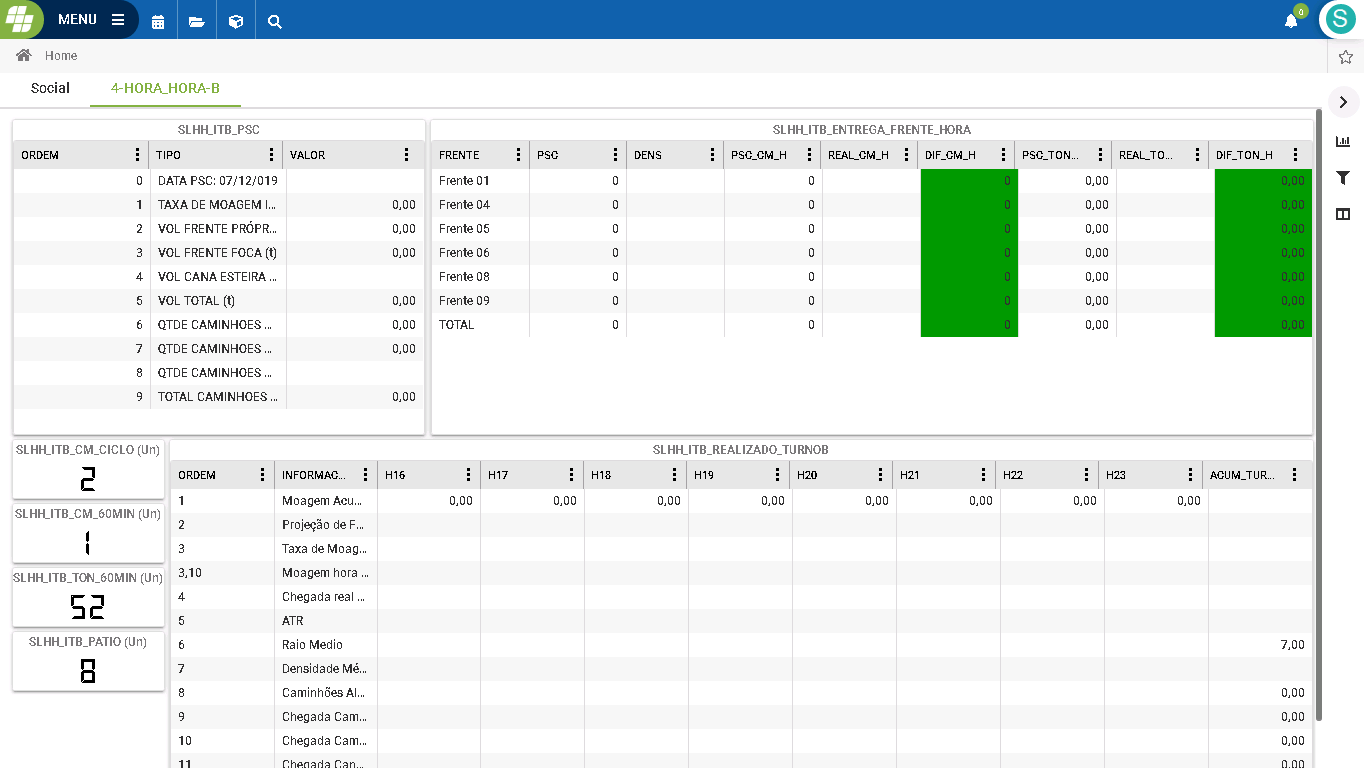 MENU
0
S
Home
Social 4-HORA_HORA-B
SLHH_ITB_PSC
ORDEM TIPO VALOR
0 DATA PSC: 07/12/019
1 TAXA DE MOAGEM I... 0,00
2 VOL FRENTE PRÓPR... 0,00
3 VOL FRENTE FOCA (t) 0,00
4 VOL CANA ESTEIRA ...
5 VOL TOTAL (t) 0,00
6 QTDE CAMINHOES ... 0,00
7 QTDE CAMINHOES ... 0,00
8 QTDE CAMINHOES ...
9 TOTAL CAMINHOES ... 0,00
SLHH_ITB_ENTREGA_FRENTE_HORA
FRENTE PSC DENS PSC_CM_H REAL_CM_H DIF_CM_H PSC_TON... REAL_TO... DIF_TON_H
Frente 01 0 0 0 0,00 0,00
Frente 04 0 0 0 0,00 0,00
Frente 05 0 0 0 0,00 0,00
Frente 06 0 0 0 0,00 0,00
Frente 08 0 0 0 0,00 0,00
Frente 09 0 0 0 0,00 0,00
TOTAL 0 0 0 0,00 0,00
SLHH_ITB_CM_CICLO (Un)
2
SLHH_ITB_CM_60MIN (Un)
1
SLHH_ITB_TON_60MIN (Un)
52
SLHH_ITB_PATIO (Un)
8
SLHH_ITB_REALIZADO_TURNOB
ORDEM INFORMAC... H16 H17 H18 H19 H20 H21 H22 H23 ACUM_TUR...
1 Moagem Acu... 0,00 0,00 0,00 0,00 0,00 0,00 0,00 0,00
2 Projeção de F...
3 Taxa de Moag...
3,10 Moagem hora ...
4 Chegada real ...
5 ATR
6 Raio Medio 7,00
7 Densidade Mé...
8 Caminhões Al... 0,00
9 Chegada Cam... 0,00
10 Chegada Cam... 0,00
11 Chegada Can... 0,00